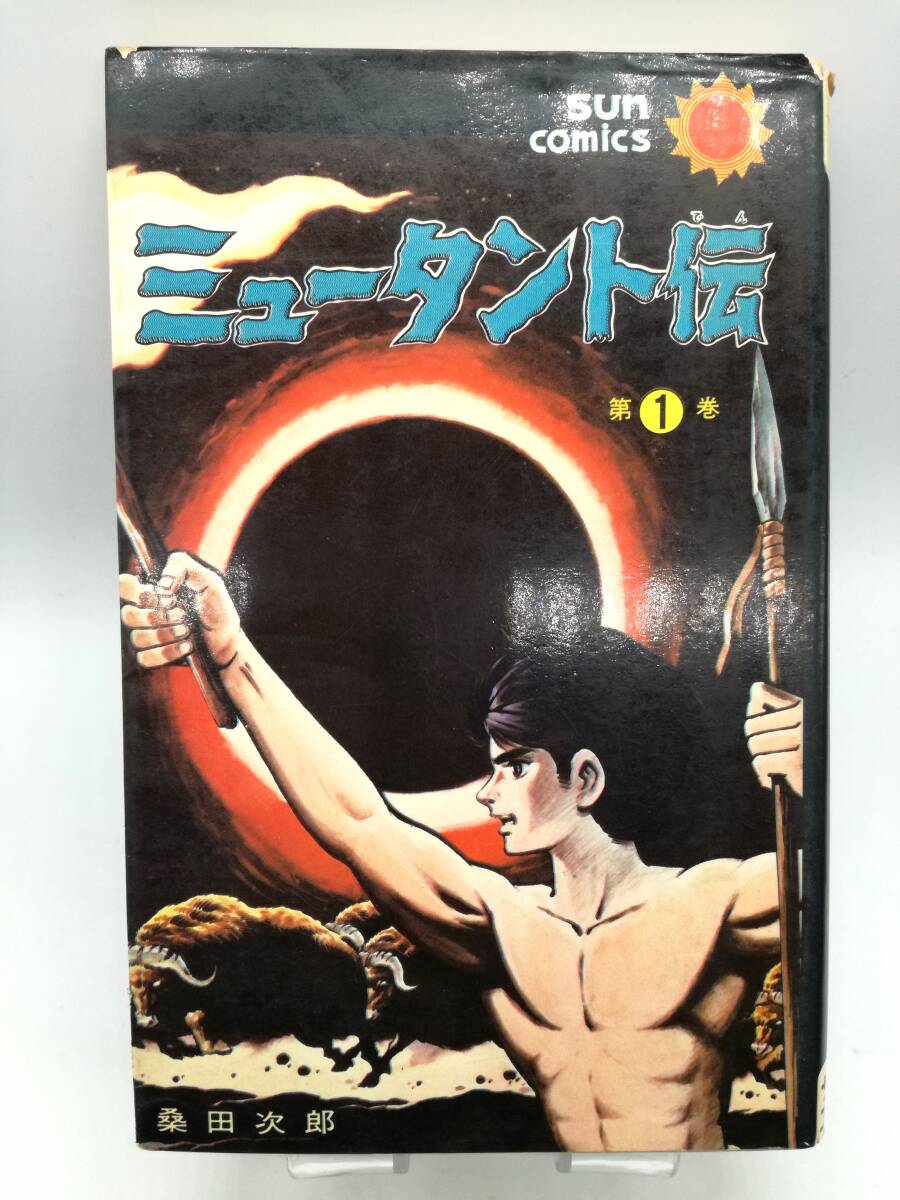 sun
comics
でん
ミュータント伝
第1巻
桑田次郎